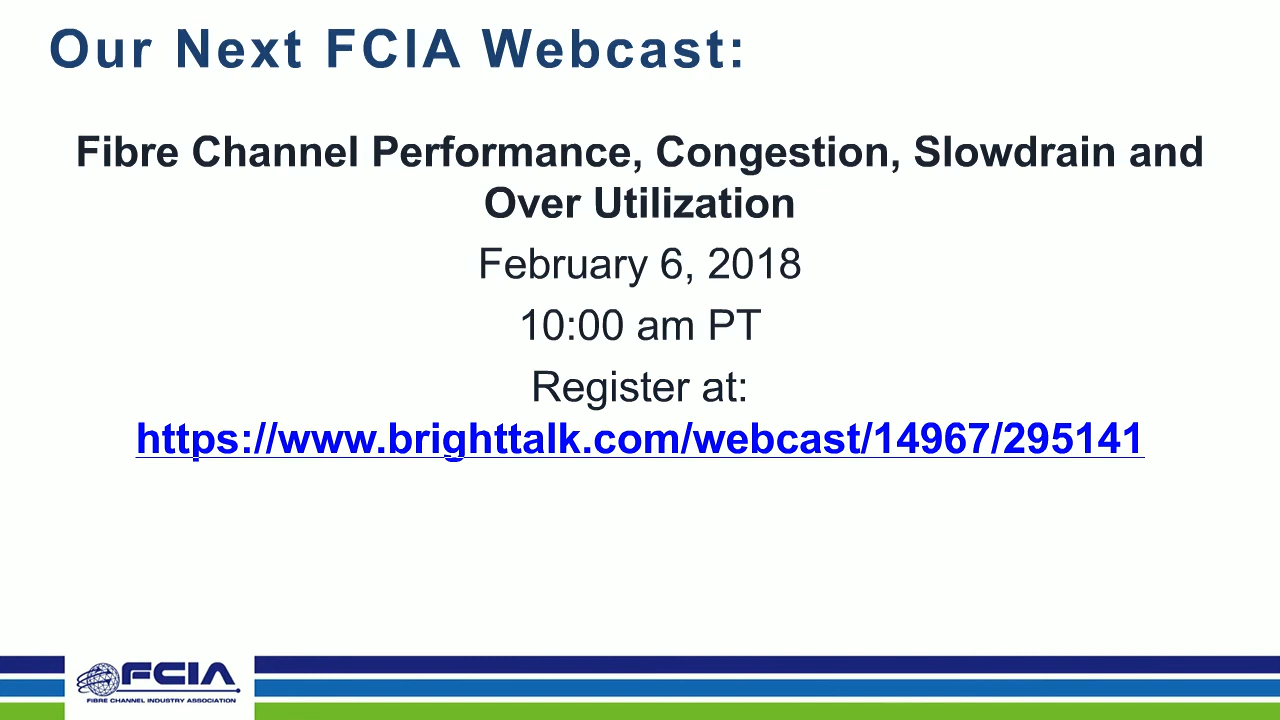 Our Next FCIA Webcast:
Fibre Channel Performance, Congestion, Slowdrain and
Over Utilization
February 6, 2018
10:00 am PT
Register at:
https://www.brighttalk.com/webcast/14967/295141
FCIA
FIBRE CHANNEL INDUSTRY ASSOCIATION